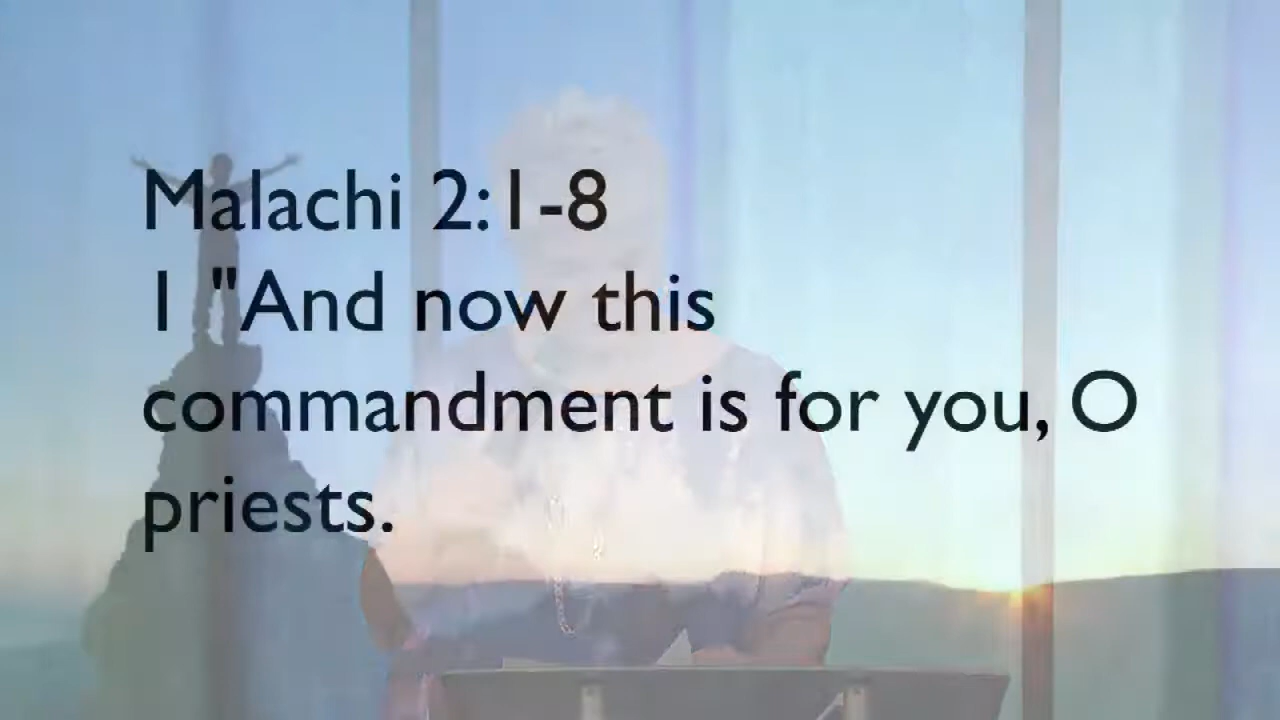 Malachi 2:1-8
1 "And now this
commandment is for you, O
priests.